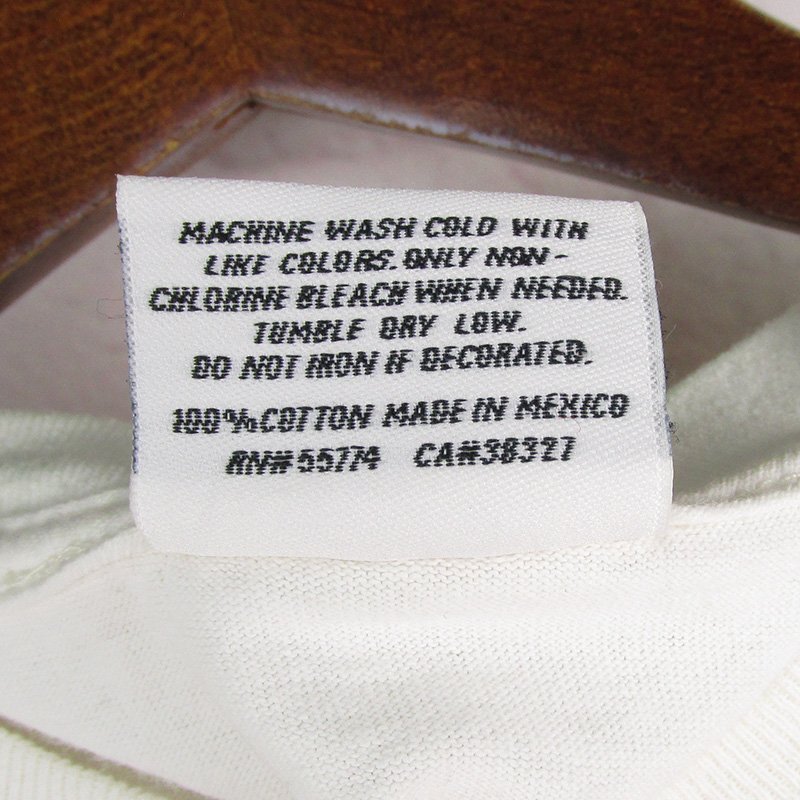 MACHINE WASH COLD WITH
LIKE COLORS. ONLY NON-
CHLORINE BLEACH WHEN NEEDED.
TUMBLE DRY LOW.
DO NOT IRON IF DECORATED.
100% COTTON MADE IN MEXICO
RN#55774 CA#38327